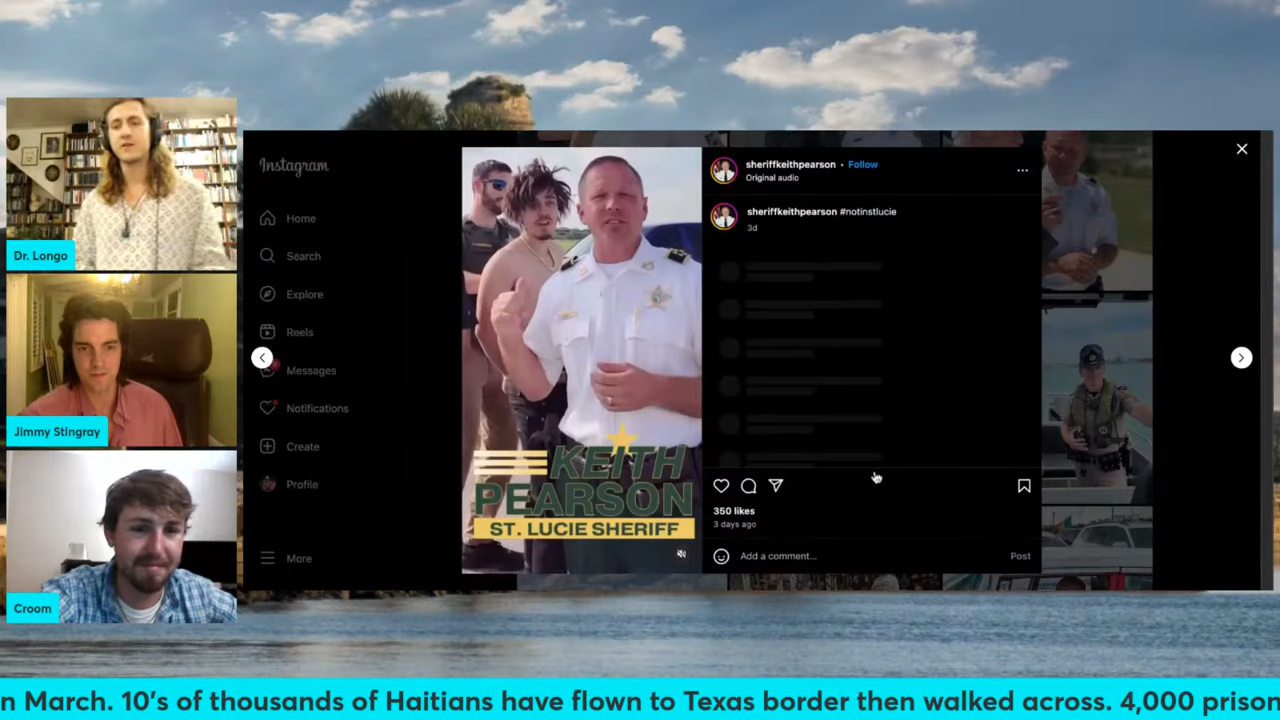 Dr. Longo
Jimmy Stingray
Croom
Instagram
Home
Search
Explore
Reels
Messages
Notifications
Create
Profile
More
KEITH
PEARSON
ST. LUCIE SHERIFF
sheriffkeithpearson • Follow
Original audio
sheriffkeithpearson #notinstlucie
3d
350 likes
3 days ago
Add a comment...
Post
n March. 10's of thousands of Haitians have flown to Texas border then walked across. 4,000 prison